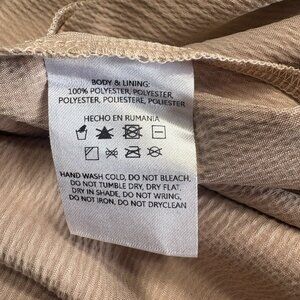 BODY & LINING:
100% POLYESTER, POLYESTER,
POLYESTER, POLIESTERE, POLIESTER
HECHO EN RUMANIA
HAND WASH COLD, DO NOT BLEACH,
DO NOT TUMBLE DRY, DRY FLAT,
DRY IN SHADE, DO NOT WRING,
DO NOT IRON, DO NOT DRYCLEAN